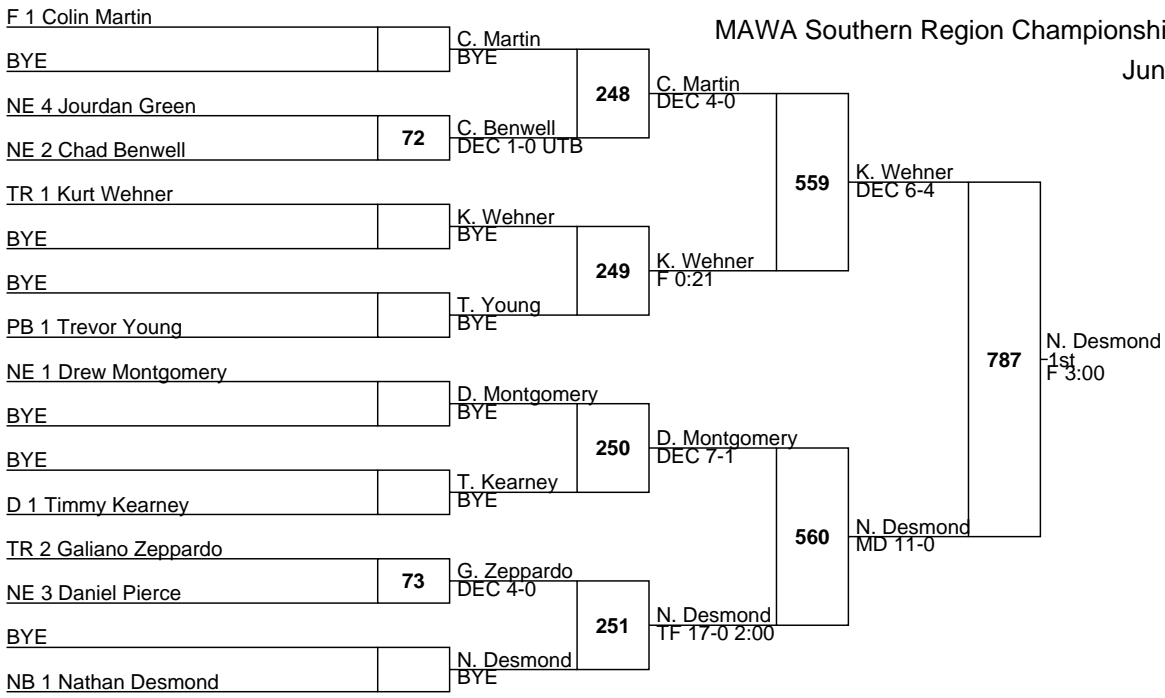 MAWA Southern Region Championshi
Jun
F 1 Colin Martin
BYE
NE 4 Jourdan Green
NE 2 Chad Benwell
TR 1 Kurt Wehner
BYE
BYE
PB 1 Trevor Young
NE 1 Drew Montgomery
BYE
BYE
D 1 Timmy Kearney
TR 2 Galiano Zeppardo
NE 3 Daniel Pierce
BYE
NB 1 Nathan Desmond
72
73
C. Martin
BYE
C. Benwell
DEC 1-0 UTB
K. Wehner
BYE
T. Young
BYE
D. Montgomery
BYE
T. Kearney
BYE
G. Zeppardo
DEC 4-0
N. Desmond
BYE
248
249
250
251
C. Martin
DEC 4-0
K. Wehner
F 0:21
D. Montgomery
DEC 7-1
N. Desmond
TF 17-0 2:00
559
560
K. Wehner
DEC 6-4
N. Desmond
MD 11-0
787
N. Desmond
1st
F 3:00